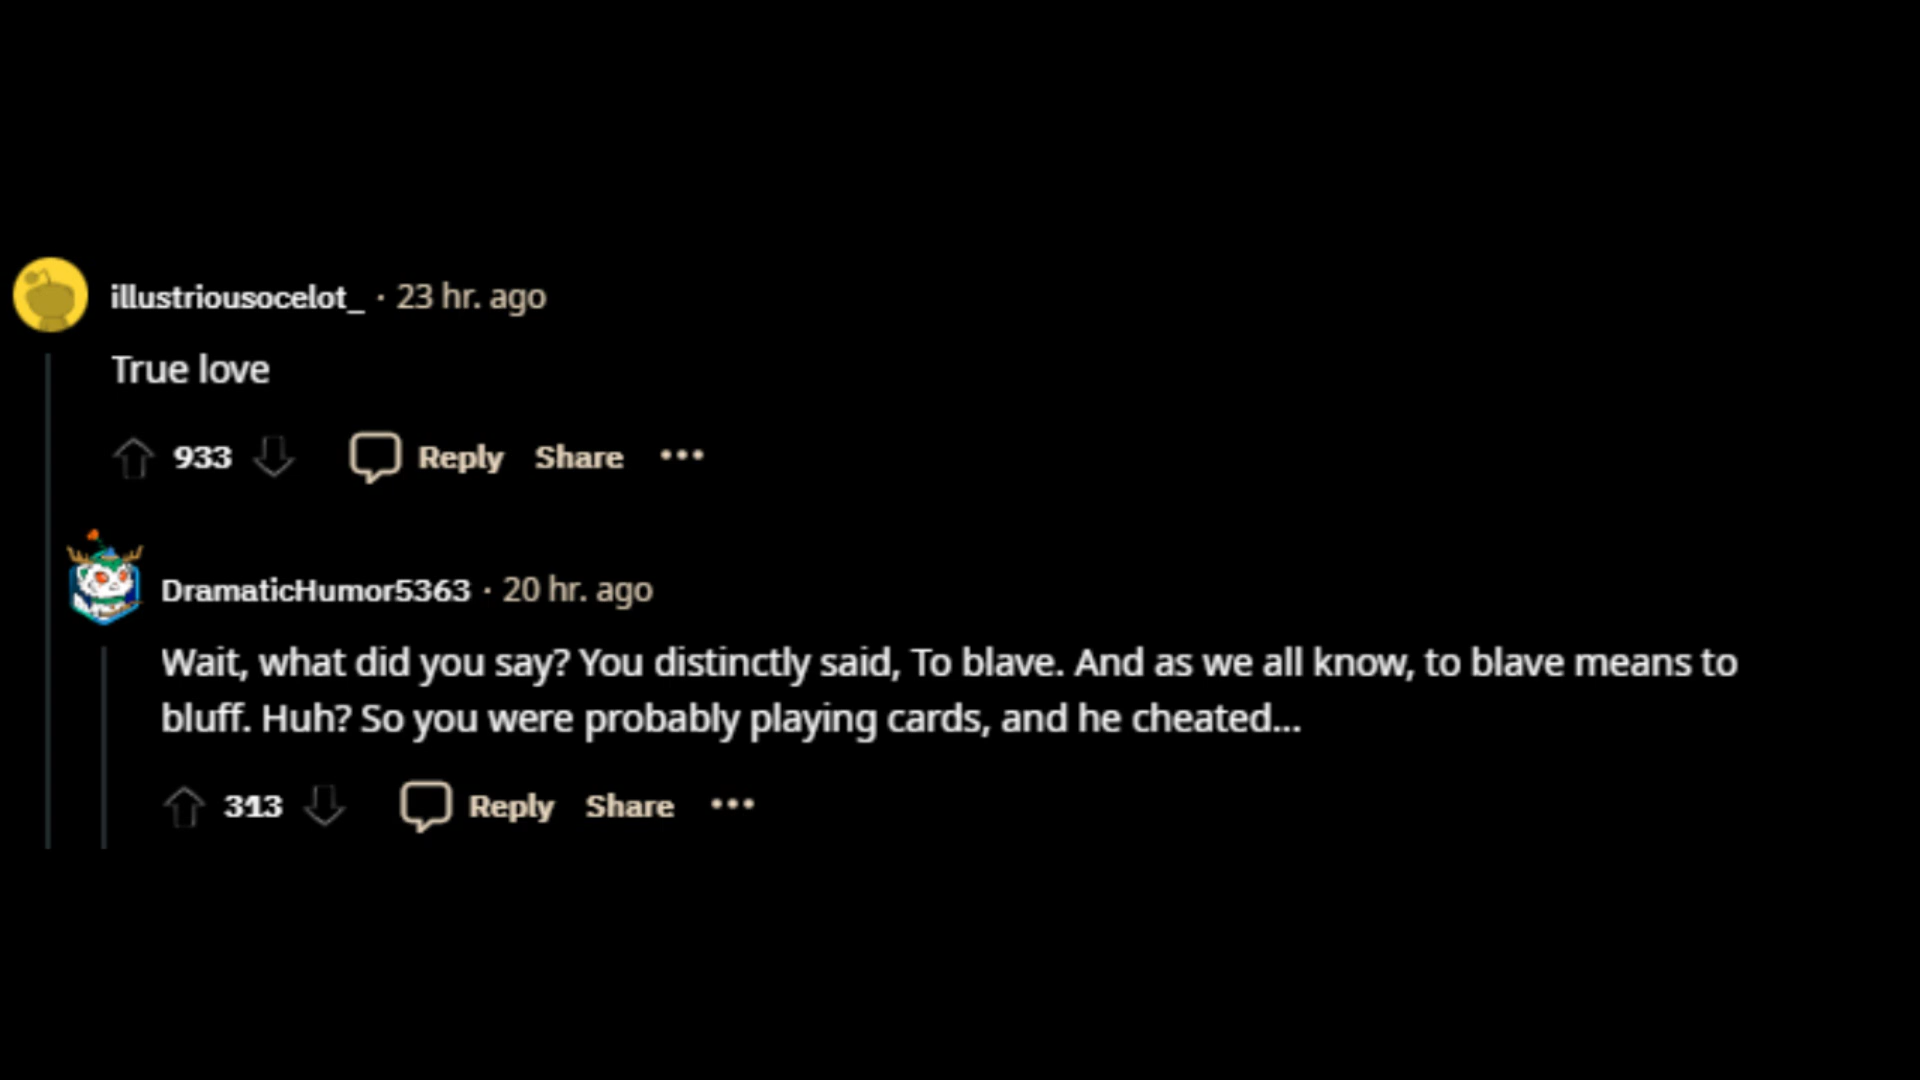 illustriousocelot_ · 23 hr. ago
True love
933 Reply Share •••
DramaticHumor5363 · 20 hr. ago
Wait, what did you say? You distinctly said, To blave. And as we all know, to blave means to
bluff. Huh? So you were probably playing cards, and he cheated...
313 Reply Share •••